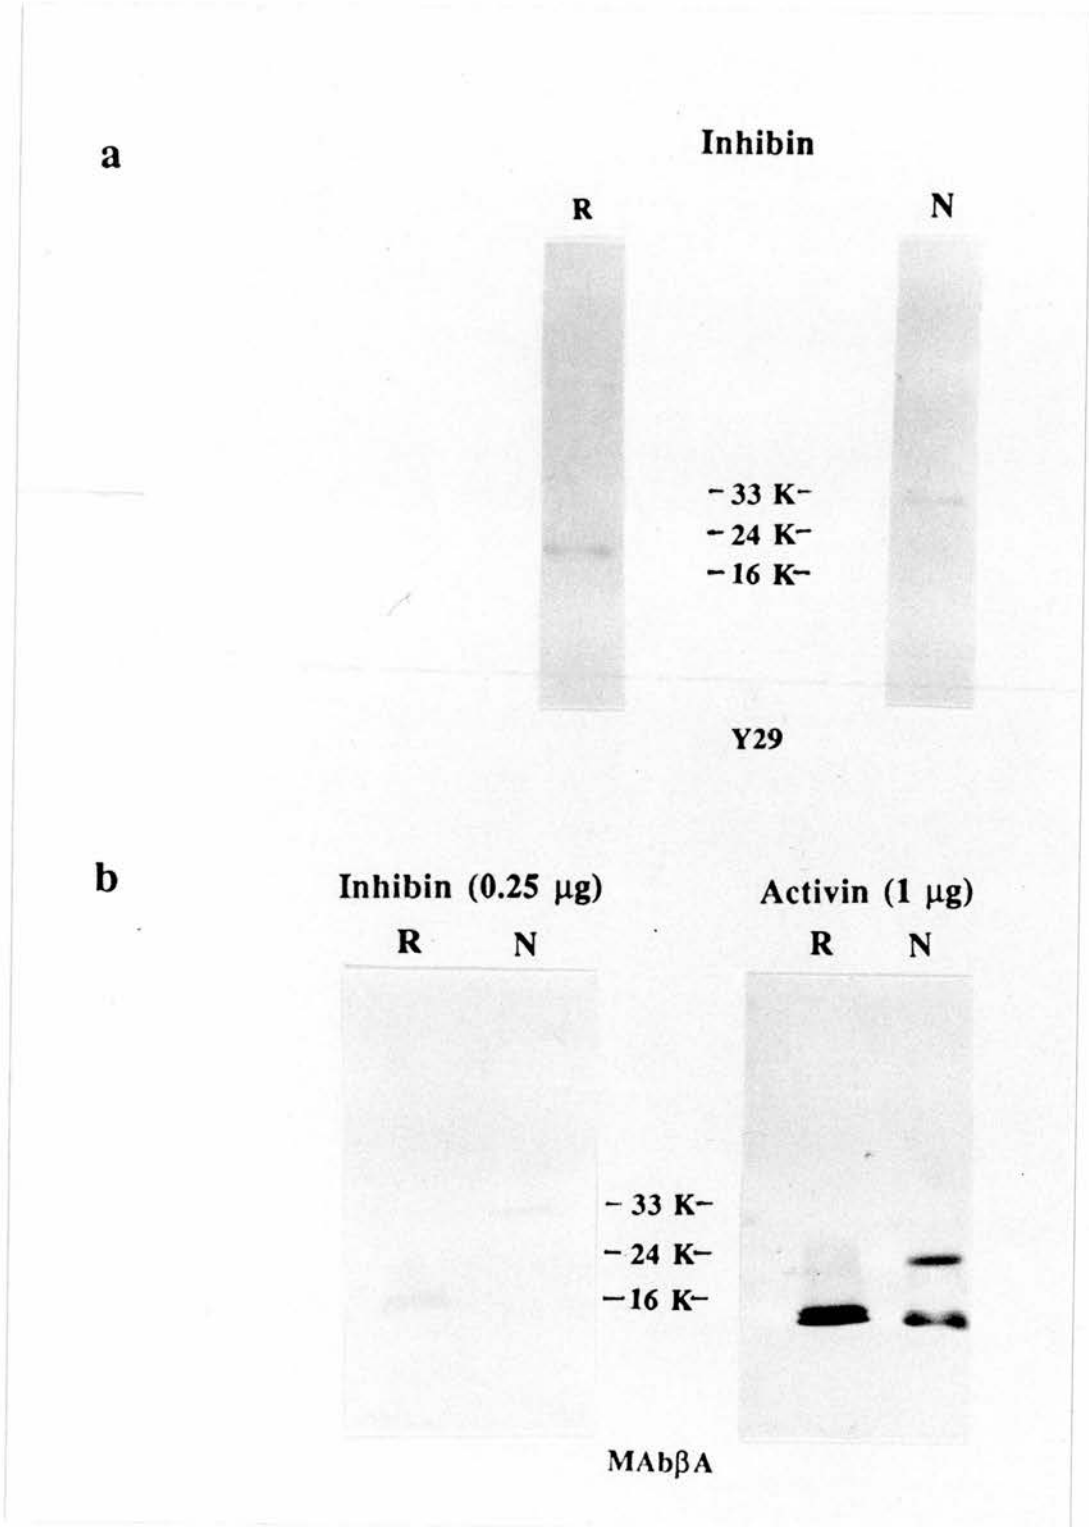 a
Inhibin
R N
- 33 K-
- 24 K-
- 16 K-
Y29
b
Inhibin (0.25 μg) Activin (1 μg)
R N R N
- 33 K-
- 24 K-
- 16 K-
MAbβA